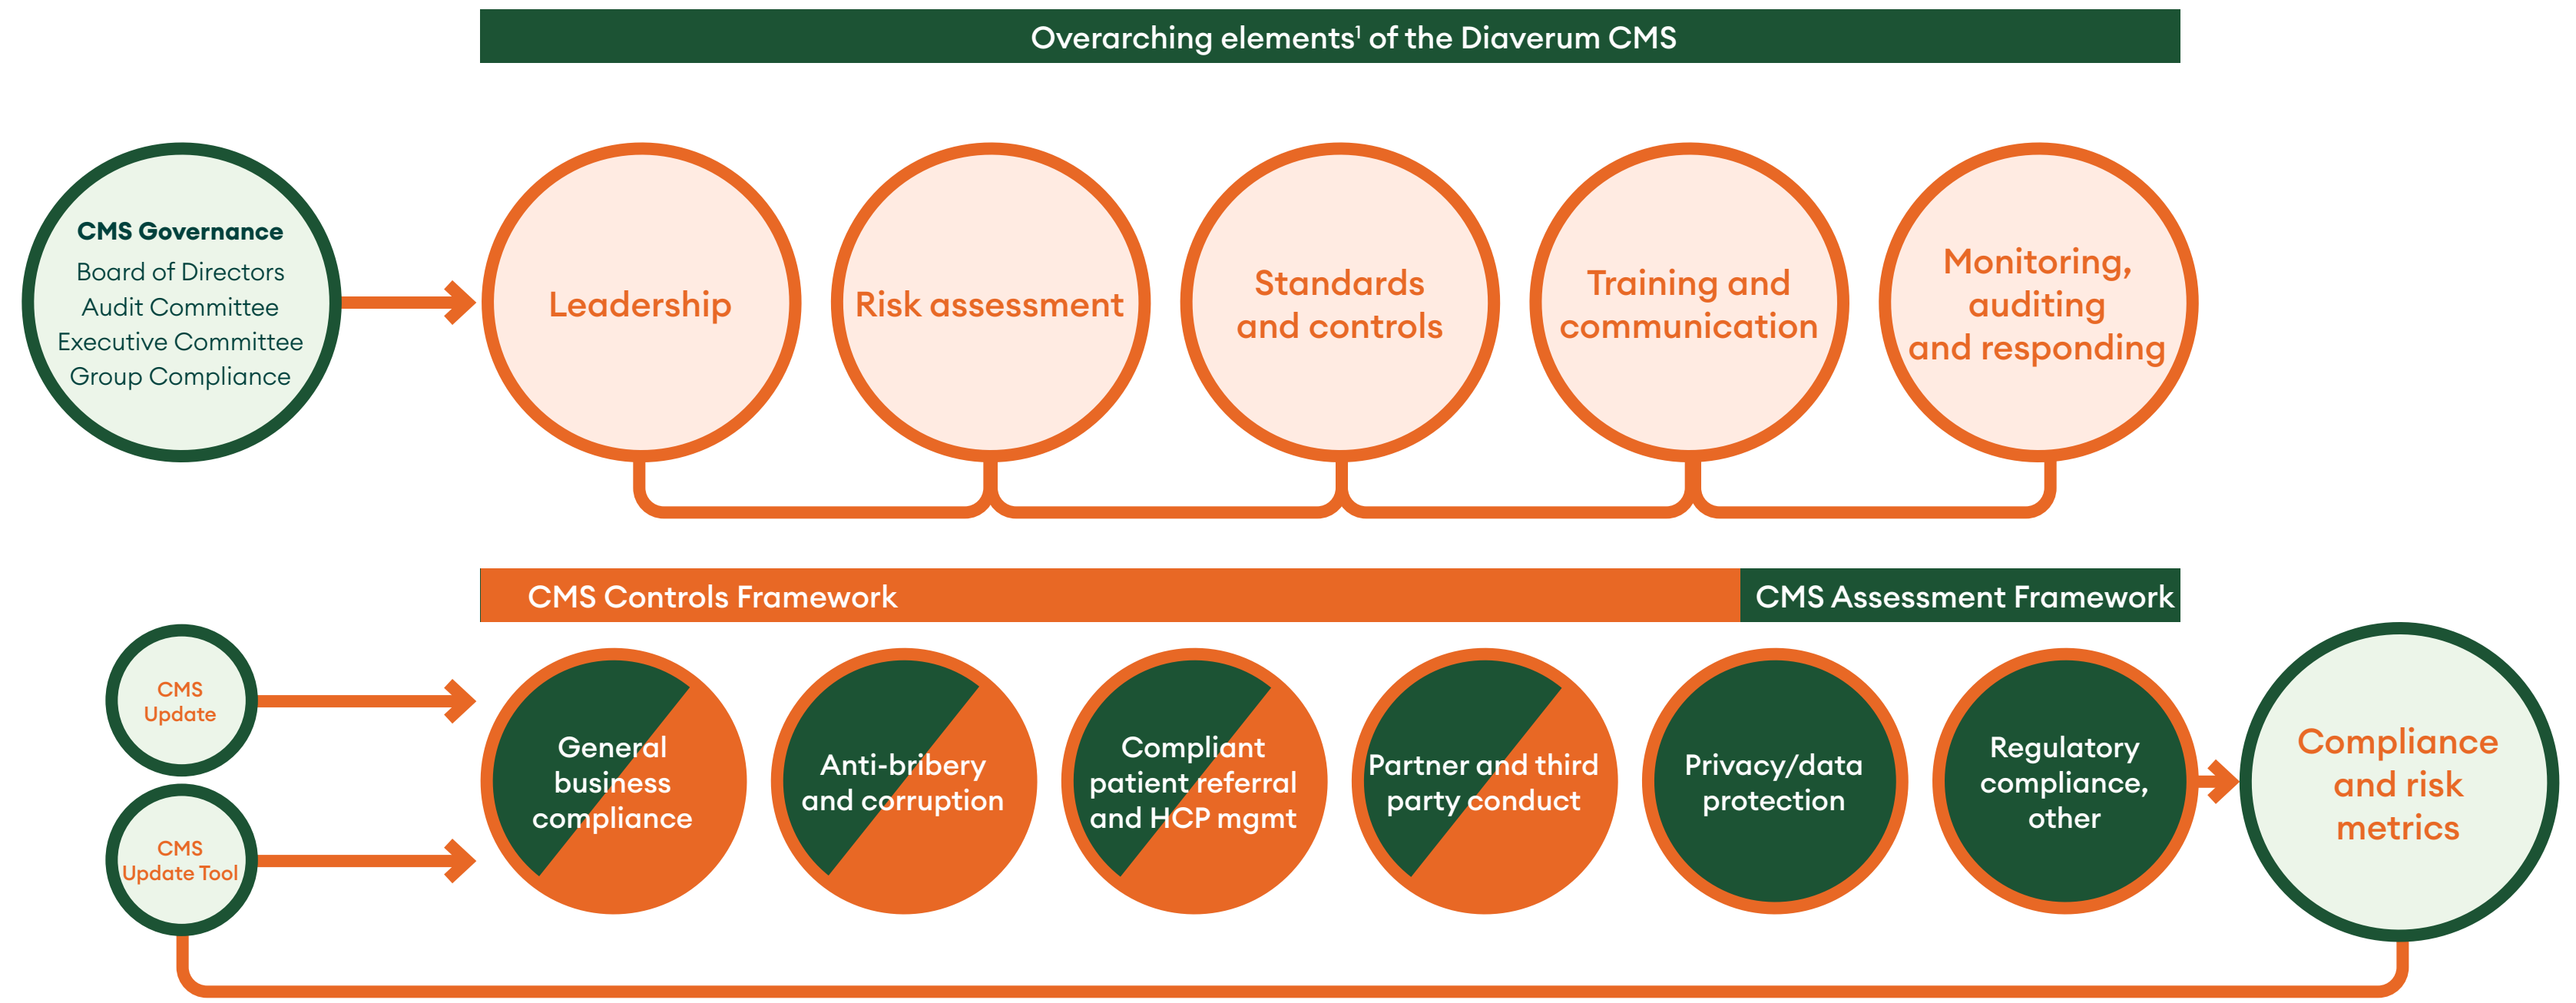 Overarching elements¹ of the Diaverum CMS
CMS Governance
Board of Directors
Audit Committee
Executive Committee
Group Compliance
Leadership
Risk assessment
Standards
and controls
Training and
communication
Monitoring,
auditing
and responding
CMS Controls Framework
CMS Assessment Framework
CMS
Update
CMS
Update Tool
General
business
compliance
Anti-bribery
and corruption
Compliant
patient referral
and HCP mgmt
Partner and third
party conduct
Privacy/data
protection
Regulatory
compliance,
other
Compliance
and risk
metrics